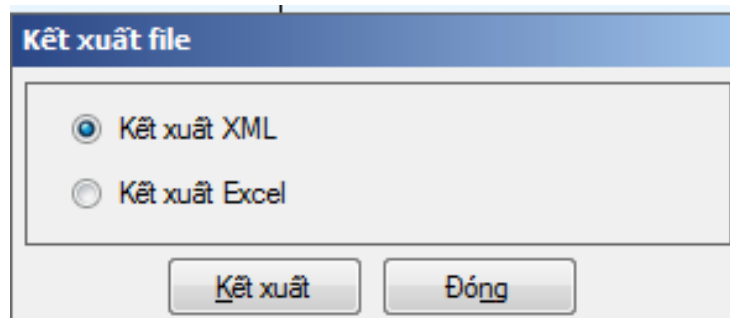 Kết xuất file
Kết xuất XML
Kết xuất Excel
Kết xuất
Đóng